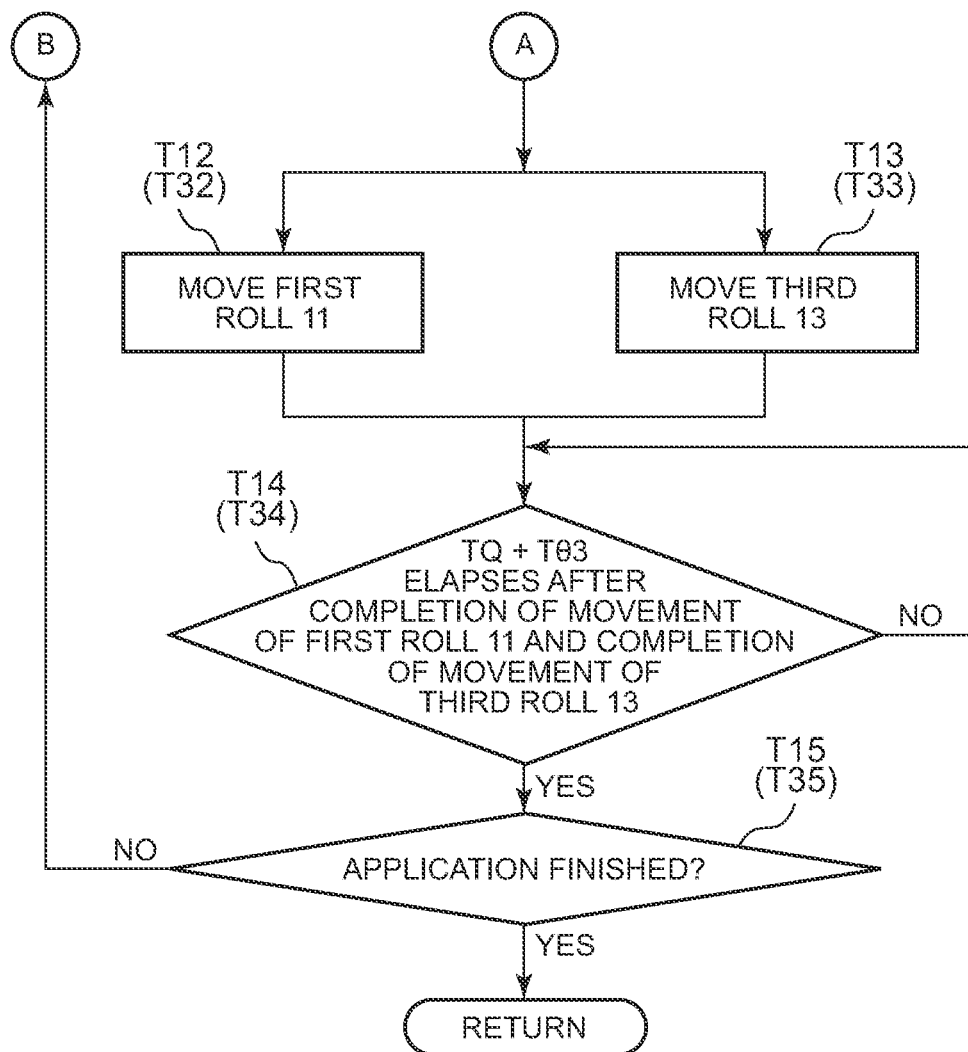 B
A
T12
(T32)
T13
(T33)
MOVE FIRST
ROLL 11
MOVE THIRD
ROLL 13
T14
(T34)
TQ + Tθ3
ELAPSES AFTER
COMPLETION OF MOVEMENT
OF FIRST ROLL 11 AND COMPLETION
OF MOVEMENT OF
THIRD ROLL 13
NO
YES
T15
(T35)
NO
APPLICATION FINISHED?
YES
RETURN